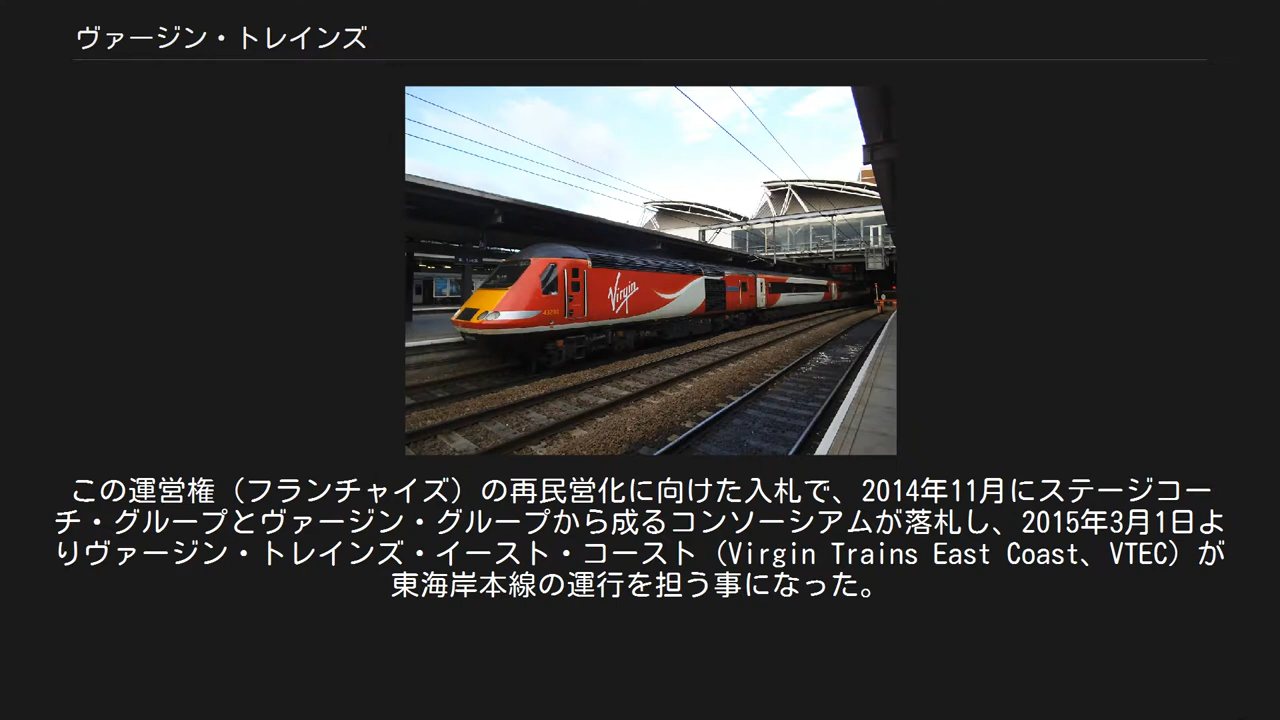 ヴァージン・トレインズ
Virgin
この運営権（フランチャイズ）の再民営化に向けた入札で、2014年11月にステージコー
チ・グループとヴァージン・グループから成るコンソーシアムが落札し、2015年3月1日よ
りヴァージン・トレインズ・イースト・コースト（Virgin Trains East Coast、VTEC）が
東海岸本線の運行を担う事になった。